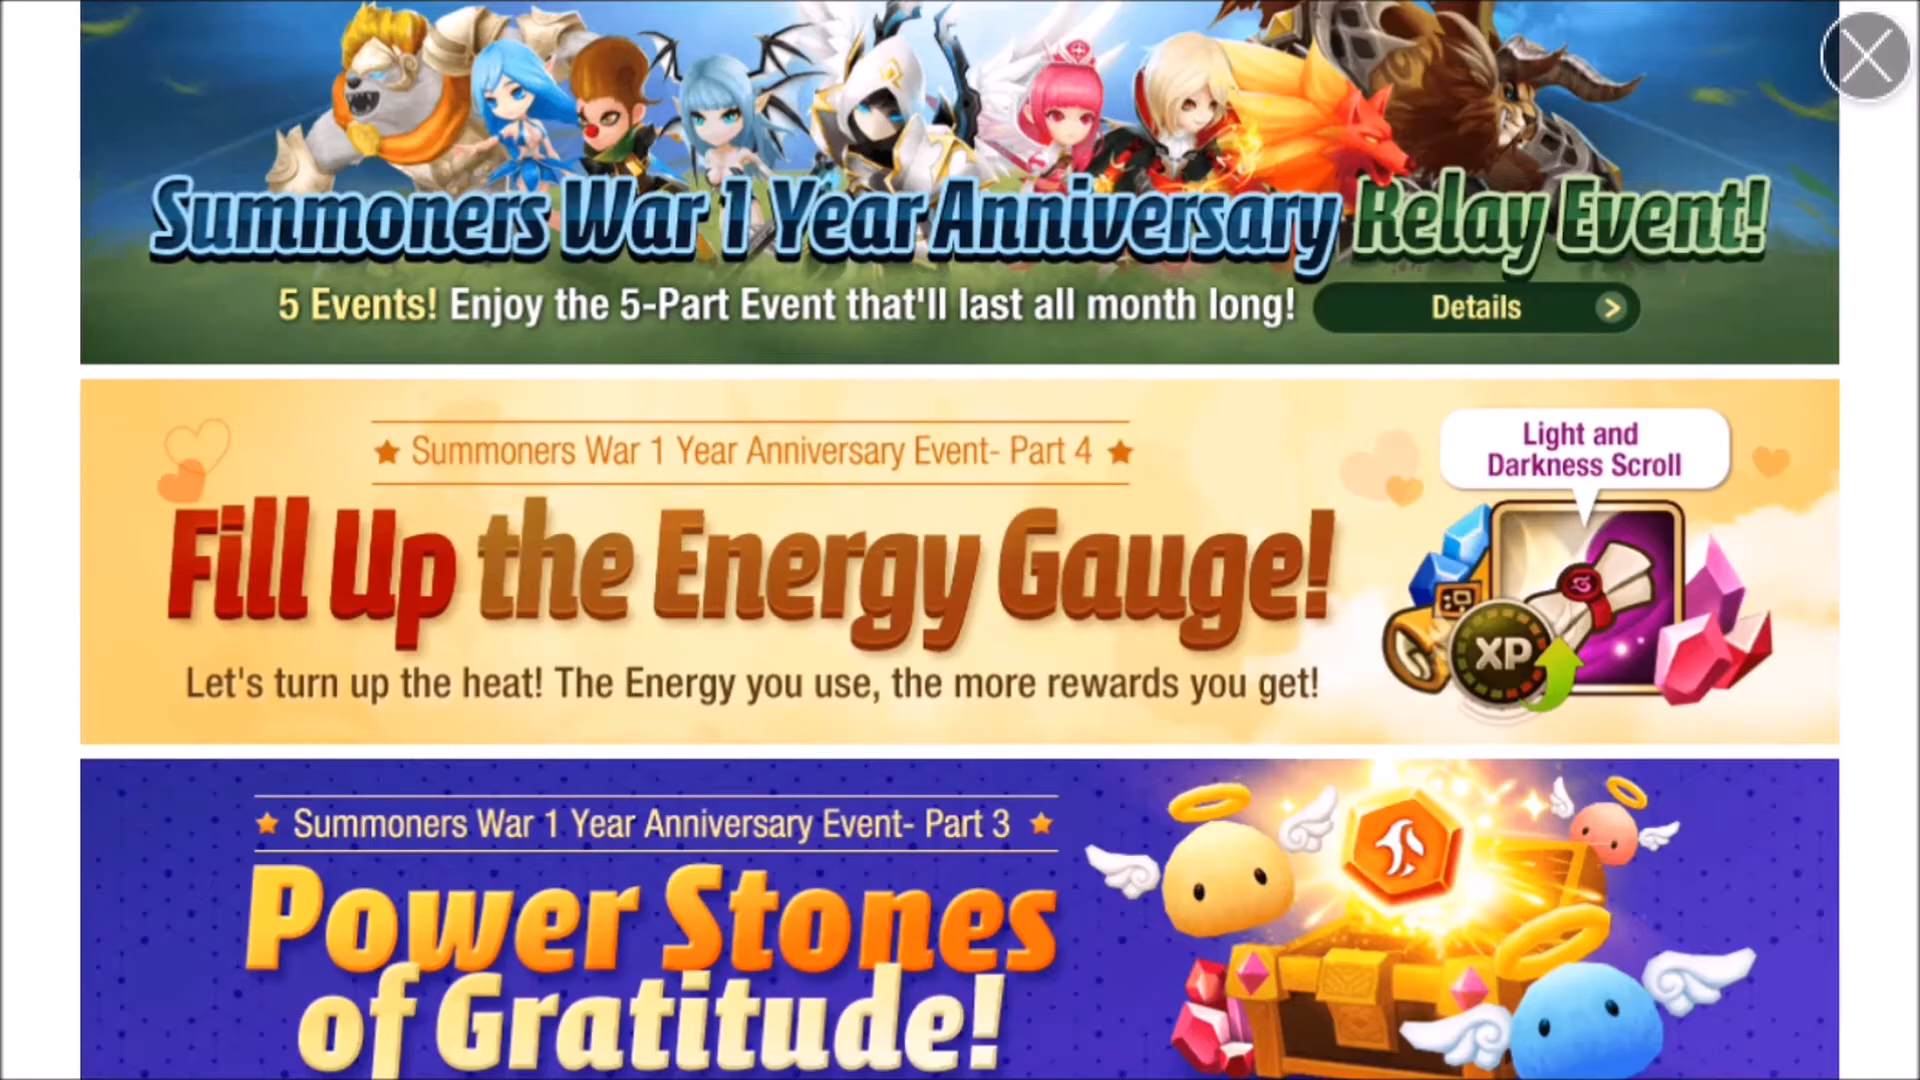 Summoners War 1 Year Anniversary Relay Event!
5 Events! Enjoy the 5-Part Event that'll last all month long!
Details
Summoners War 1 Year Anniversary Event- Part 4
Fill Up the Energy Gauge!
Let's turn up the heat! The Energy you use, the more rewards you get!
Light and
Darkness Scroll
XP
Summoners War 1 Year Anniversary Event- Part 3
Power Stones
of Gratitude!